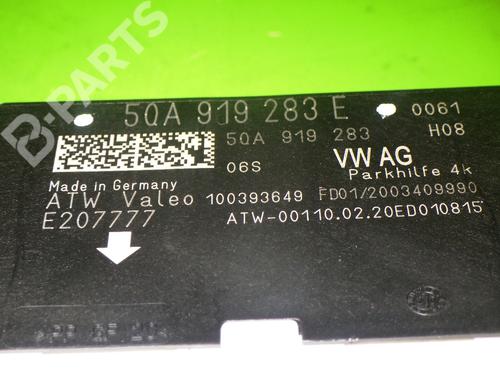 5QA 919 283 E
0061
5QA 919 283
H08
06S
VW AG
Parkhilfe 4k
Made in Germany
ATW Valeo 100393649 FD01/2003409990
E207777
ATW-00110.02.20ED010815
B-PARTS